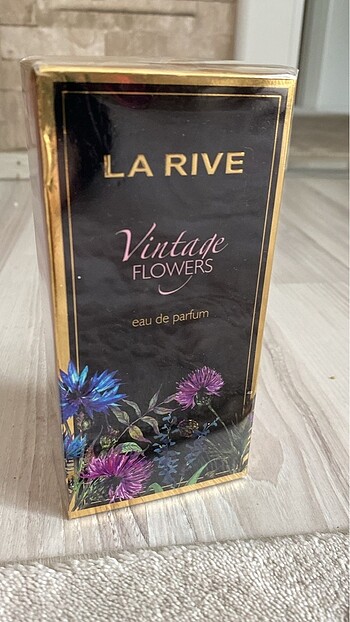 LA RIVE
Vintage
FLOWERS
eau de parfum